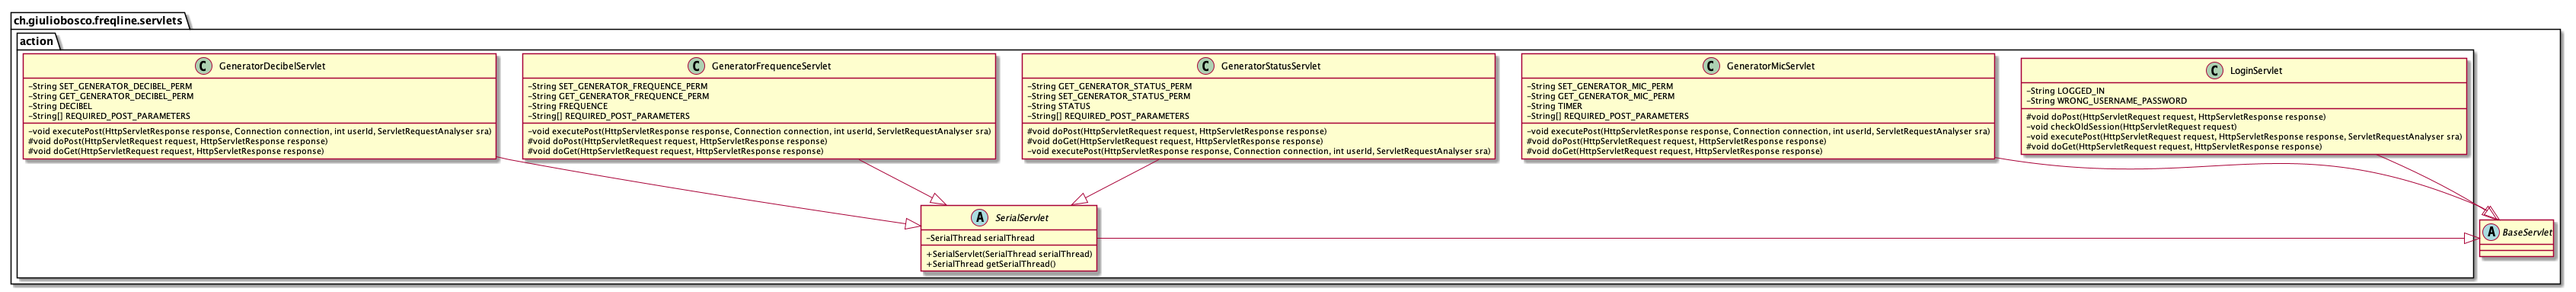 ch.giuliobosco.freqline.servlets
action
C GeneratorDecibelServlet
-String SET_GENERATOR_DECIBEL_PERM
-String GET_GENERATOR_DECIBEL_PERM
-String DECIBEL
-String[] REQUIRED_POST_PARAMETERS
-void executePost(HttpServletResponse response, Connection connection, int userId, ServletRequestAnalyser sra)
#void doPost(HttpServletRequest request, HttpServletResponse response)
#void doGet(HttpServletRequest request, HttpServletResponse response)
C GeneratorFrequenceServlet
-String SET_GENERATOR_FREQUENCE_PERM
-String GET_GENERATOR_FREQUENCE_PERM
-String FREQUENCE
-String[] REQUIRED_POST_PARAMETERS
-void executePost(HttpServletResponse response, Connection connection, int userId, ServletRequestAnalyser sra)
#void doPost(HttpServletRequest request, HttpServletResponse response)
#void doGet(HttpServletRequest request, HttpServletResponse response)
C GeneratorStatusServlet
-String GET_GENERATOR_STATUS_PERM
-String SET_GENERATOR_STATUS_PERM
-String STATUS
-String[] REQUIRED_POST_PARAMETERS
#void doPost(HttpServletRequest request, HttpServletResponse response)
#void doGet(HttpServletRequest request, HttpServletResponse response)
-void executePost(HttpServletResponse response, Connection connection, int userId, ServletRequestAnalyser sra)
C GeneratorMicServlet
-String SET_GENERATOR_MIC_PERM
-String GET_GENERATOR_MIC_PERM
-String TIMER
-String[] REQUIRED_POST_PARAMETERS
-void executePost(HttpServletResponse response, Connection connection, int userId, ServletRequestAnalyser sra)
#void doPost(HttpServletRequest request, HttpServletResponse response)
#void doGet(HttpServletRequest request, HttpServletResponse response)
C LoginServlet
-String LOGGED_IN
-String WRONG_USERNAME_PASSWORD
#void doPost(HttpServletRequest request, HttpServletResponse response)
-void checkOldSession(HttpServletRequest request)
-void executePost(HttpServletRequest request, HttpServletResponse response, ServletRequestAnalyser sra)
#void doGet(HttpServletRequest request, HttpServletResponse response)
A SerialServlet
-SerialThread serialThread
+SerialServlet(SerialThread serialThread)
+SerialThread getSerialThread()
A BaseServlet